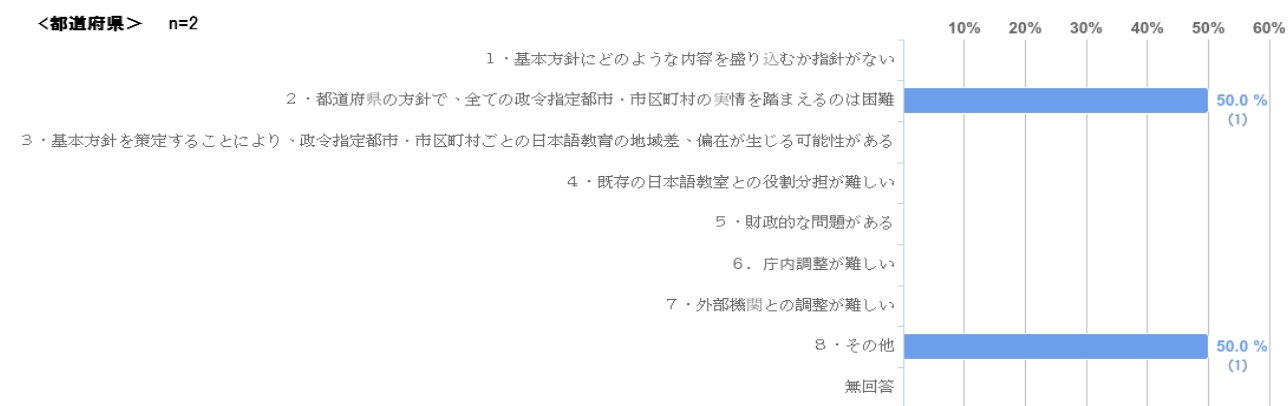 ＜都道府県＞ n=2
10% 20% 30% 40% 50% 60%
１・基本方針にどのような内容を盛り込むか指針がない
２・都道府県の方針で、全ての政令指定都市・市区町村の実情を踏まえるのは困難
50.0 %
(1)
３・基本方針を策定することにより、政令指定都市・市区町村ごとの日本語教育の地域差、偏在が生じる可能性がある
４・既存の日本語教室との役割分担が難しい
５・財政的な問題がある
６．庁内調整が難しい
７・外部機関との調整が難しい
８・その他
50.0 %
(1)
無回答